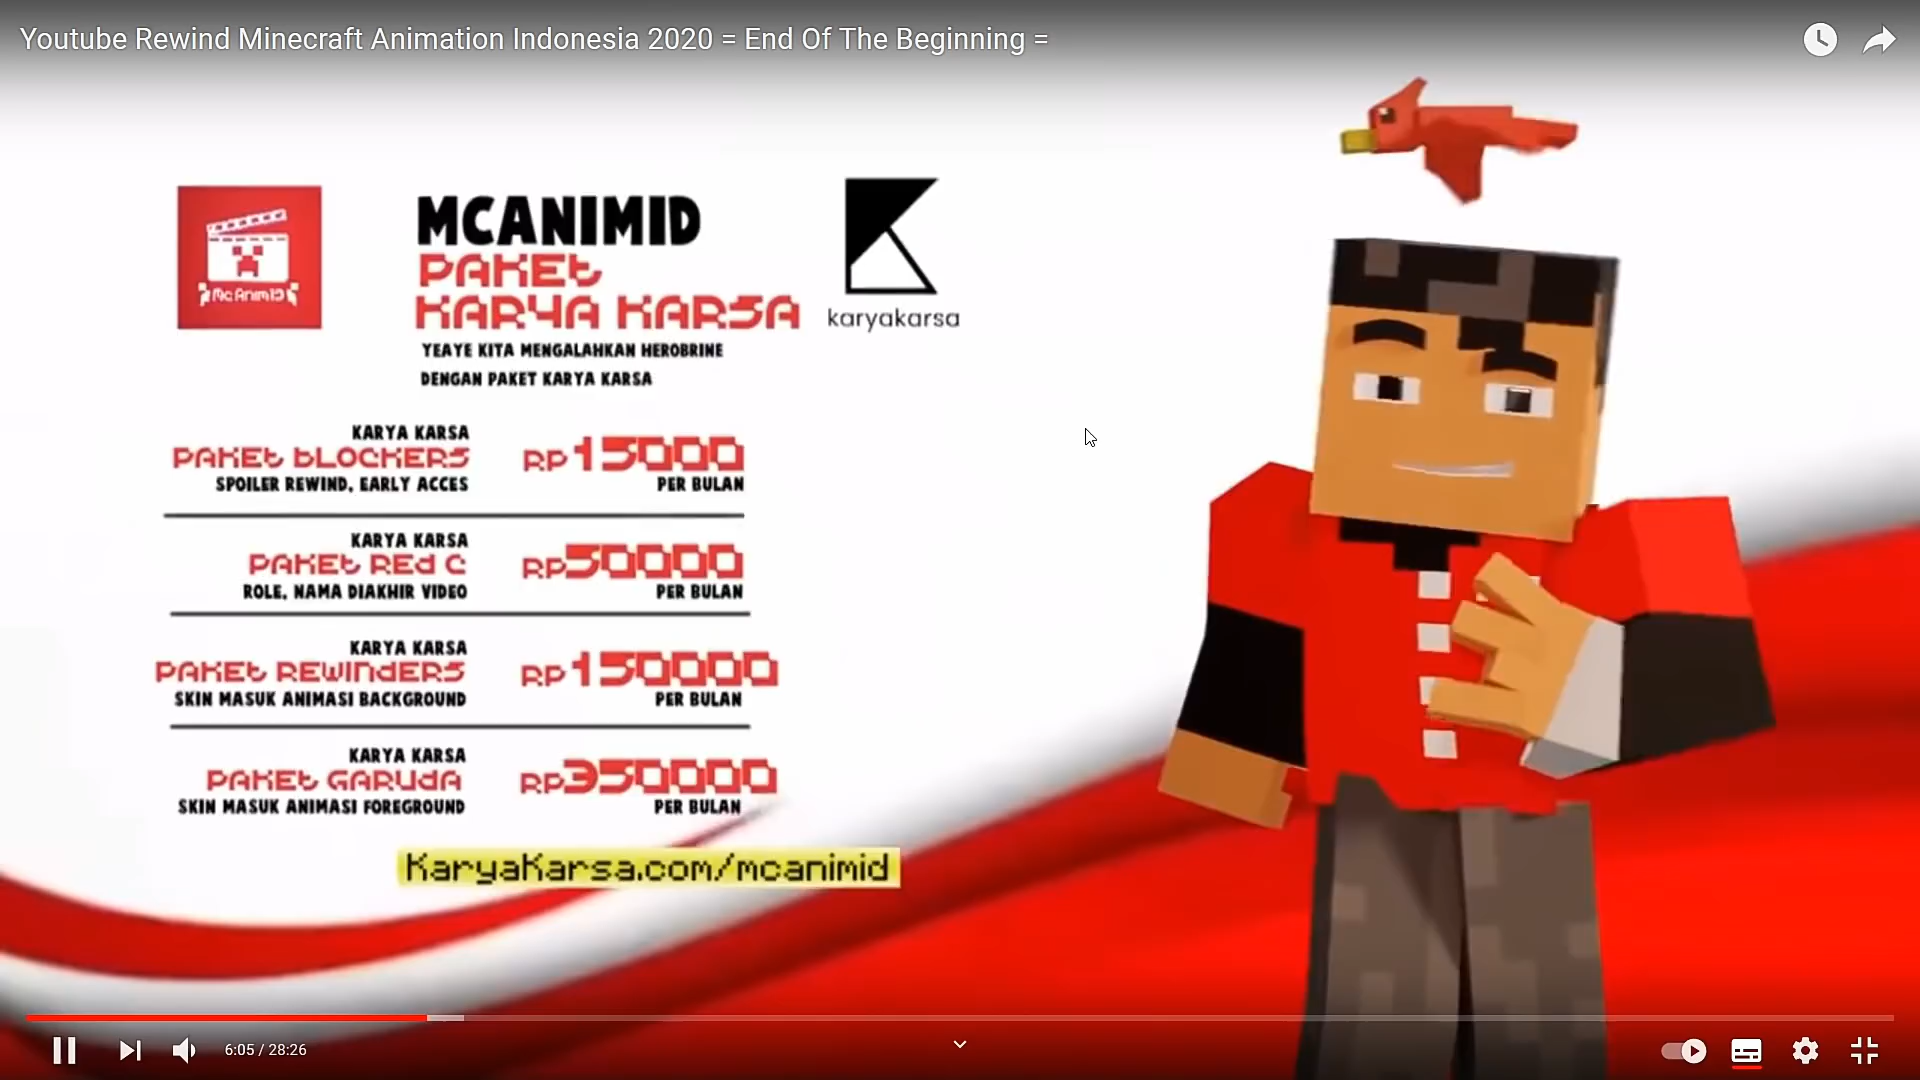 Youtube Rewind Minecraft Animation Indonesia 2020 = End Of The Beginning =
Mc AnimID
MCANIMID
PAKET
KARYA KARSA
karyakarsa
YEAYE KITA MENGALAHKAN HEROBRINE
DENGAN PAKET KARYA KARSA
KARYA KARSA
PAKET BLOCKERS
SPOILER REWIND, EARLY ACCES
RP 15000
PER BULAN
KARYA KARSA
PAKET RED C
ROLE, NAMA DIAKHIR VIDEO
RP 50000
PER BULAN
KARYA KARSA
PAKET REWINDERS
SKIN MASUK ANIMASI BACKGROUND
RP 150000
PER BULAN
KARYA KARSA
PAKET GARUDA
SKIN MASUK ANIMASI FOREGROUND
RP 350000
PER BULAN
KaryaKarsa.com/mcanimid
6:05 / 28:26